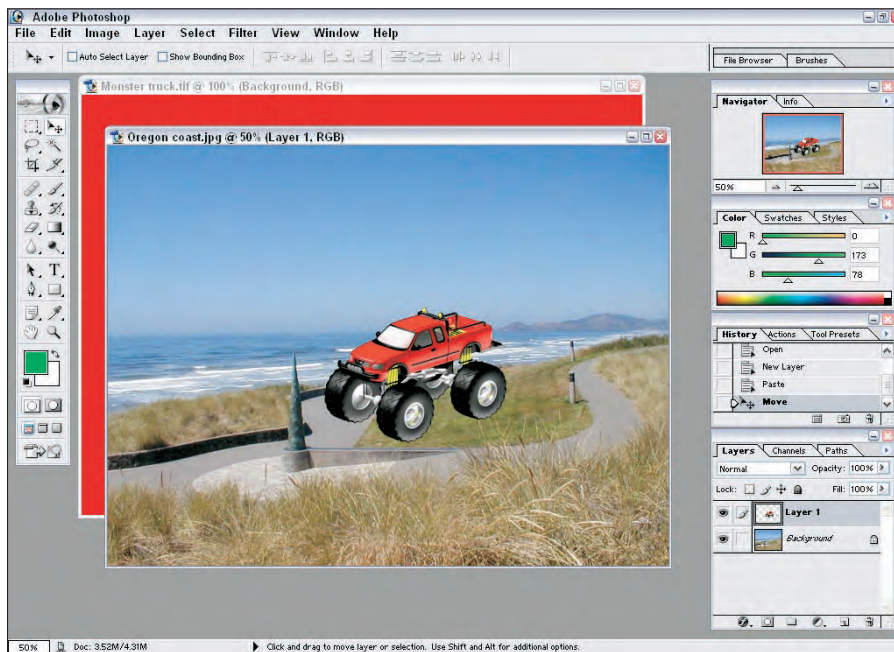 Adobe Photoshop
File Edit Image Layer Select Filter View Window Help
Auto Select Layer Show Bounding Box
File Browser Brushes
Monster truck.tif @ 100% (Background, RGB)
Oregon coast.jpg @ 50% (Layer 1, RGB)
Navigator Info
50%
Color Swatches Styles
R 0
G 173
B 78
History Actions Tool Presets
Open
New Layer
Paste
Move
Layers Channels Paths
Normal Opacity: 100%
Lock: Fill: 100%
Layer 1
Background
T
50% Doc: 3.52M/4.31M Click and drag to move layer or selection. Use Shift and Alt for additional options.